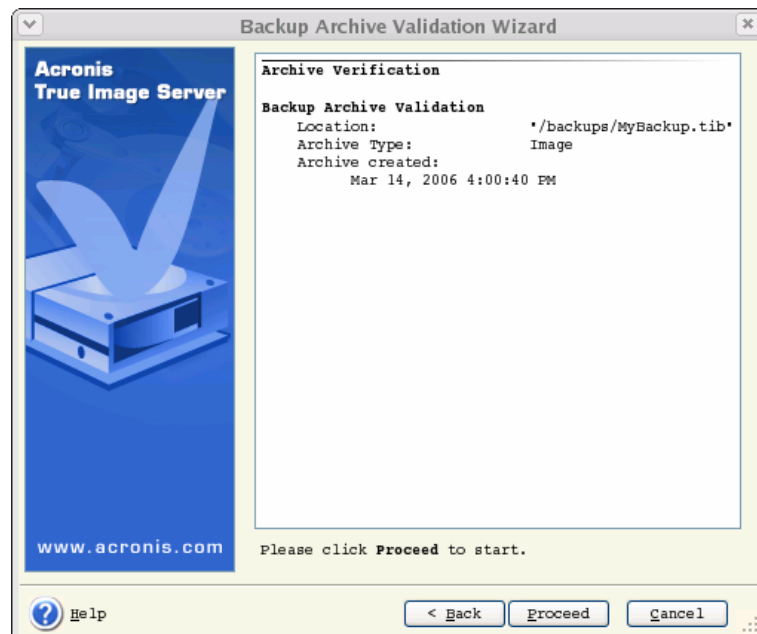 Backup Archive Validation Wizard
Acronis
True Image Server
Archive Verification
Backup Archive Validation
Location: "/backups/MyBackup.tib"
Archive Type: Image
Archive created:
Mar 14, 2006 4:00:40 PM
www.acronis.com
Please click Proceed to start.
Help
< Back
Proceed
Cancel